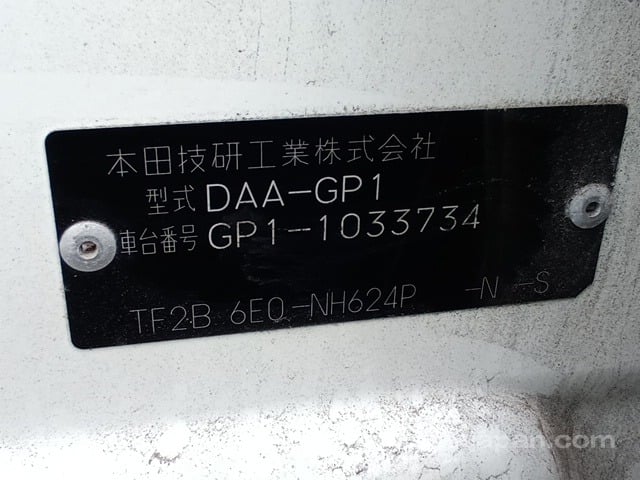 本田技研工業株式会社
型式 DAA-GP1
車台番号 GP1-1033734
TF2B 6E0-NH624P -N -S